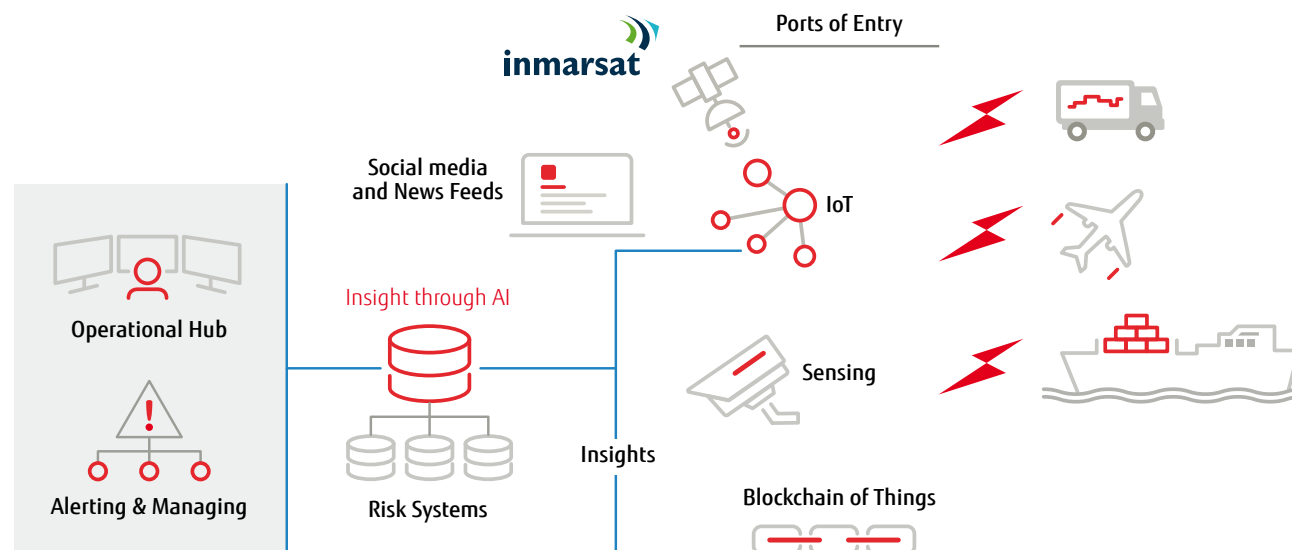 Ports of Entry
inmarsat
Social media
and News Feeds
IoT
Insight through AI
Operational Hub
Sensing
Insights
Alerting & Managing
Risk Systems
Blockchain of Things